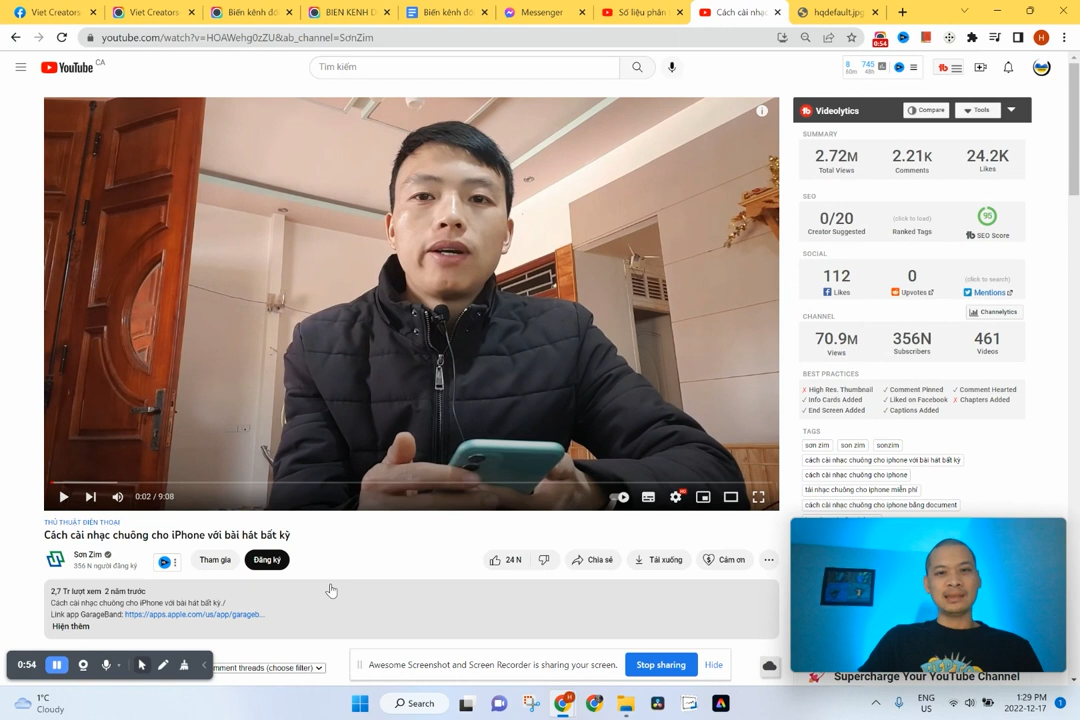 Viet Creators
Viet Creators
Biến kênh đố
BIEN KENH D
Biến kênh đố
Messenger
Số liệu phân
Cách cài nhạc
hqdefault.jpg
youtube.com/watch?v=HOAWehg0zZU&ab_channel=SơnZim
0:54
H
YouTube CA
Tìm kiếm
8 745
60m 48h
Videolytics
Compare
Tools
SUMMARY
2.72M 2.21K 24.2K
Total Views Comments Likes
SEO
0/20 (click to load) 95
Creator Suggested Ranked Tags SEO Score
SOCIAL
112 0 (click to search)
Likes Upvotes Mentions
CHANNEL
Channelytics
70.9M 356N 461
Views Subscribers Videos
BEST PRACTICES
✗ High Res. Thumbnail ✓ Comment Pinned ✓ Comment Hearted
✓ Info Cards Added ✓ Liked on Facebook ✗ Chapters Added
✓ End Screen Added ✓ Captions Added
TAGS
sơn zim son zim sonzim
cách cài nhạc chuông cho iphone với bài hát bất kỳ
cách cài nhạc chuông cho iphone
tải nhạc chuông cho iphone miễn phí
cách cài nhạc chuông cho iphone bằng document
0:02 / 9:08
THỦ THUẬT ĐIỆN THOẠI
Cách cài nhạc chuông cho iPhone với bài hát bất kỳ
Sơn Zim
356 N người đăng ký
Tham gia
Đăng ký
24 N
Chia sẻ
Tải xuống
Cảm ơn
2,7 Tr lượt xem 2 năm trước
Cách cài nhạc chuông cho iPhone với bài hát bất kỳ./
Link app GarageBand: https://apps.apple.com/us/app/garageb...
Hiện thêm
0:54
mment threads (choose filter)
Awesome Screenshot and Screen Recorder is sharing your screen.
Stop sharing
Hide
Supercharge Your YouTube Channel
1°C
Cloudy
Search
ENG
US
1:29 PM
2022-12-17